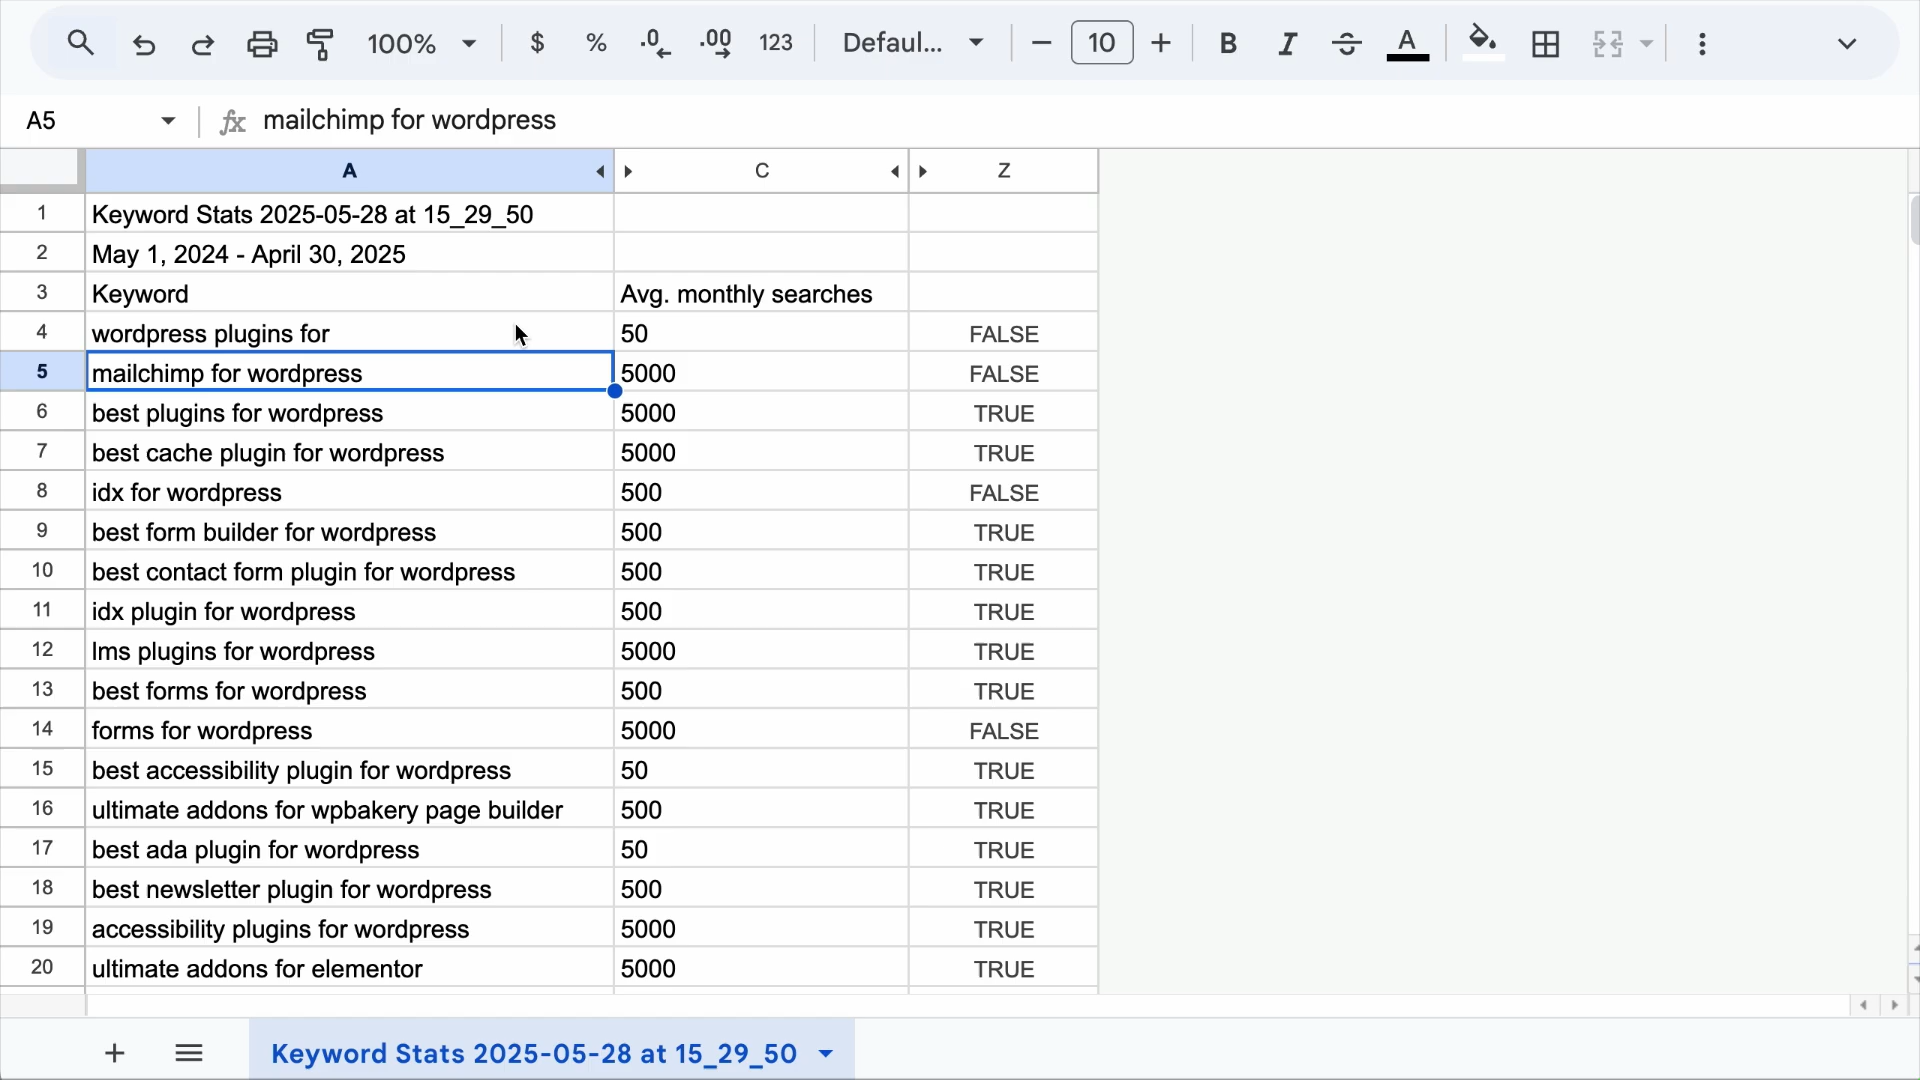 100% $ % .0 .00 123 Defaul... 10 B I A
A5 fx mailchimp for wordpress
A C Z
1 Keyword Stats 2025-05-28 at 15_29_50
2 May 1, 2024 - April 30, 2025
3 Keyword Avg. monthly searches
4 wordpress plugins for 50 FALSE
5 mailchimp for wordpress 5000 FALSE
6 best plugins for wordpress 5000 TRUE
7 best cache plugin for wordpress 5000 TRUE
8 idx for wordpress 500 FALSE
9 best form builder for wordpress 500 TRUE
10 best contact form plugin for wordpress 500 TRUE
11 idx plugin for wordpress 500 TRUE
12 lms plugins for wordpress 5000 TRUE
13 best forms for wordpress 500 TRUE
14 forms for wordpress 5000 FALSE
15 best accessibility plugin for wordpress 50 TRUE
16 ultimate addons for wpbakery page builder 500 TRUE
17 best ada plugin for wordpress 50 TRUE
18 best newsletter plugin for wordpress 500 TRUE
19 accessibility plugins for wordpress 5000 TRUE
20 ultimate addons for elementor 5000 TRUE
Keyword Stats 2025-05-28 at 15_29_50